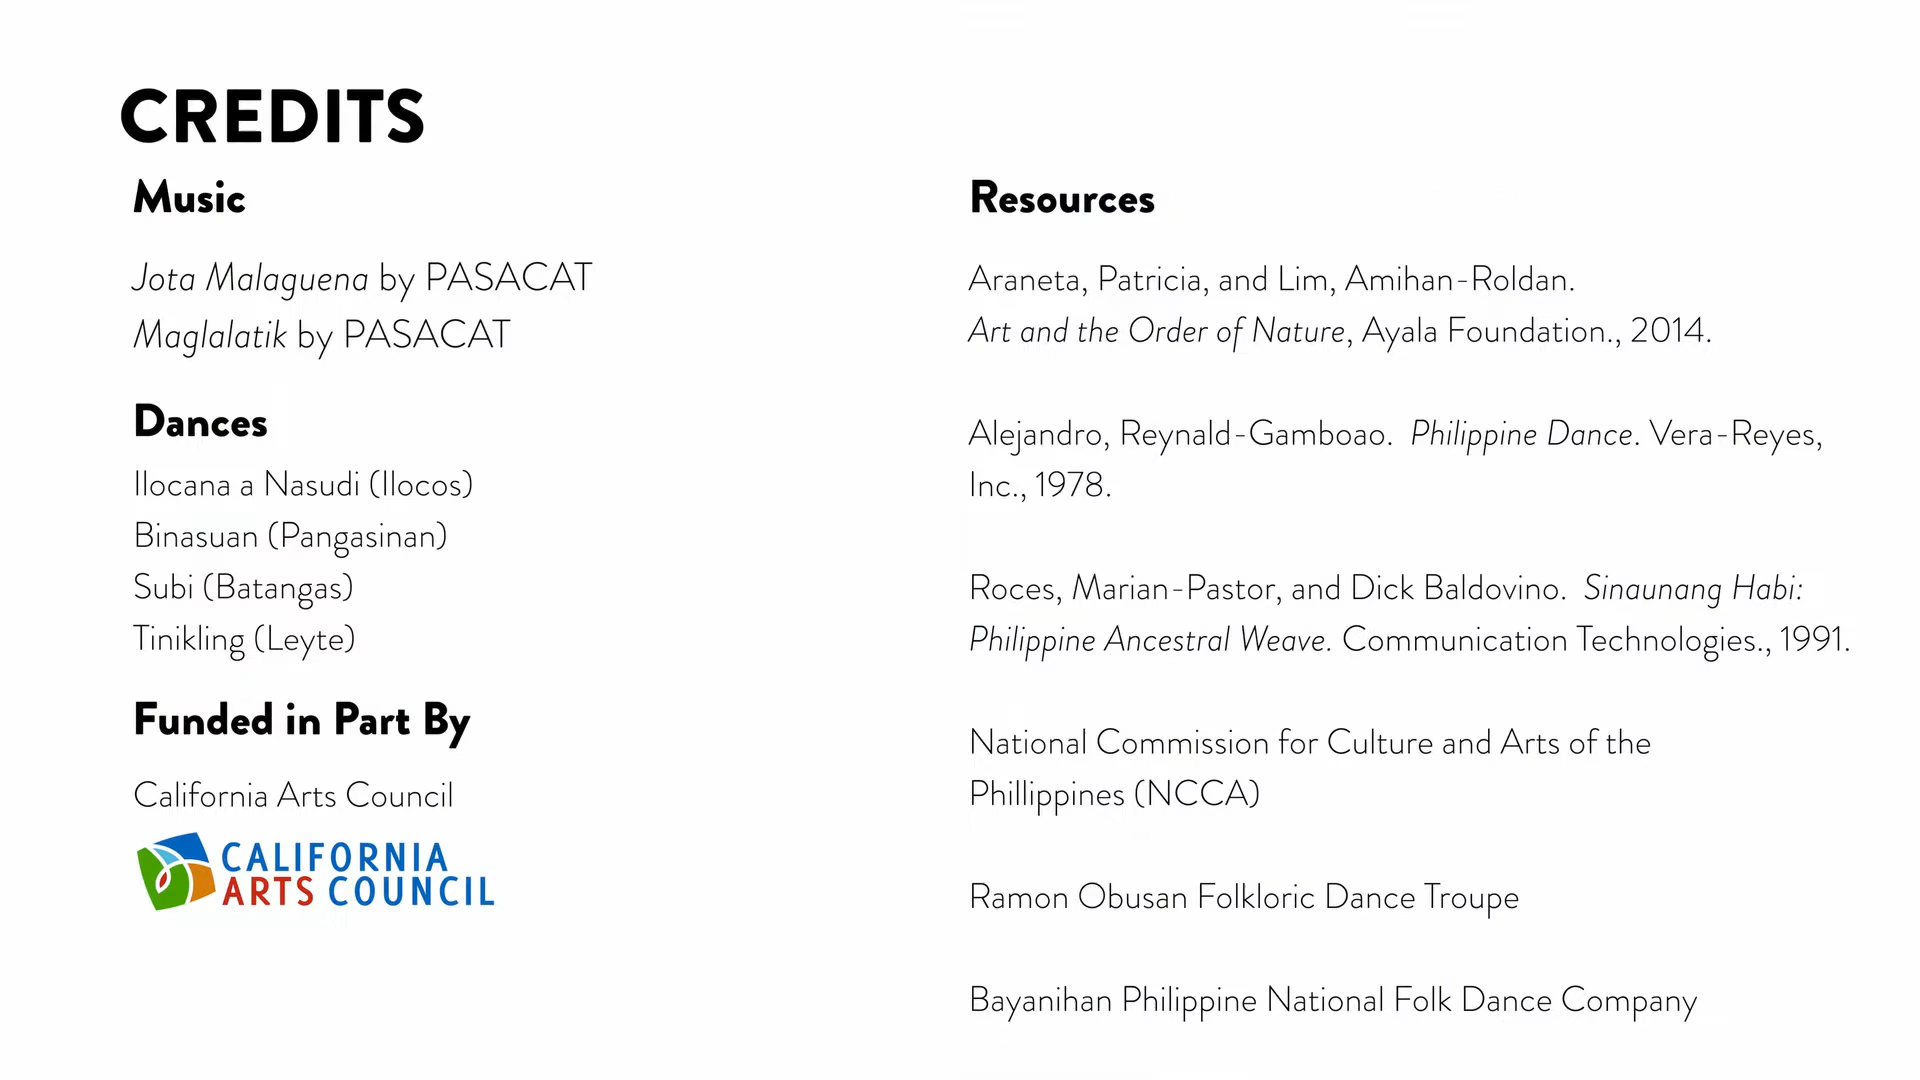 CREDITS
Music
Jota Malaguena by PASACAT
Maglalatik by PASACAT
Dances
Ilocana a Nasudi (Ilocos)
Binasuan (Pangasinan)
Subi (Batangas)
Tinikling (Leyte)
Funded in Part By
California Arts Council
CALIFORNIA
ARTS COUNCIL
Resources
Araneta, Patricia, and Lim, Amihan-Roldan.
Art and the Order of Nature, Ayala Foundation., 2014.
Alejandro, Reynald-Gamboao. Philippine Dance. Vera-Reyes,
Inc., 1978.
Roces, Marian-Pastor, and Dick Baldovino. Sinaunang Habi:
Philippine Ancestral Weave. Communication Technologies., 1991.
National Commission for Culture and Arts of the
Phillippines (NCCA)
Ramon Obusan Folkloric Dance Troupe
Bayanihan Philippine National Folk Dance Company